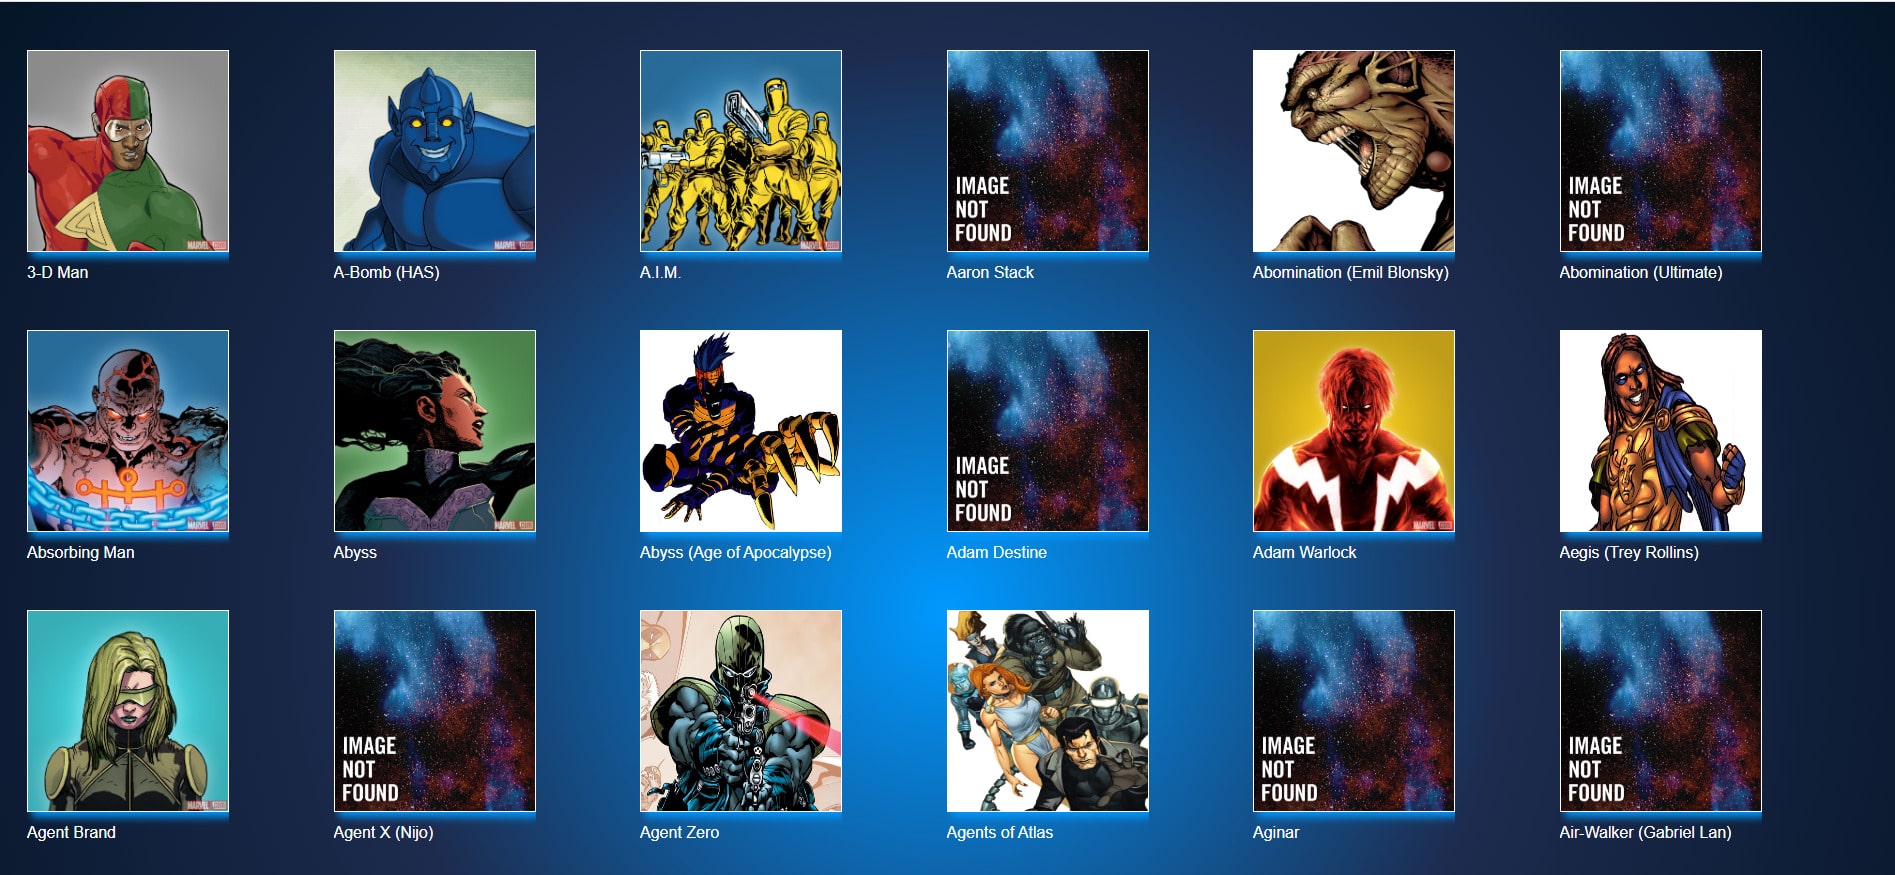 IMAGE
NOT
FOUND
IMAGE
NOT
FOUND
MARVEL
MARVEL
MARVEL
3-D Man
A-Bomb (HAS)
A.I.M.
Aaron Stack
Abomination (Emil Blonsky)
Abomination (Ultimate)
IMAGE
NOT
FOUND
MARVEL
MARVEL
MARVEL
Absorbing Man
Abyss
Abyss (Age of Apocalypse)
Adam Destine
Adam Warlock
Aegis (Trey Rollins)
IMAGE
NOT
FOUND
IMAGE
NOT
FOUND
IMAGE
NOT
FOUND
MARVEL
Agent Brand
Agent X (Nijo)
Agent Zero
Agents of Atlas
Aginar
Air-Walker (Gabriel Lan)